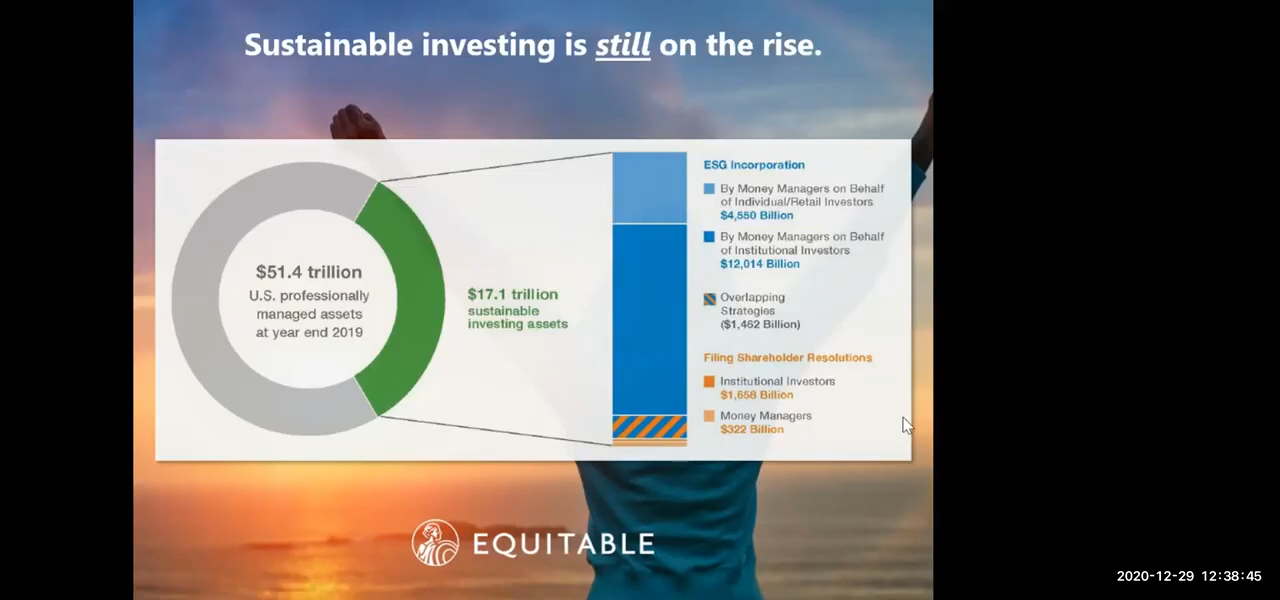 Sustainable investing is still on the rise.
$51.4 trillion
U.S. professionally
managed assets
at year end 2019
$17.1 trillion
sustainable
investing assets
ESG Incorporation
By Money Managers on Behalf
of Individual/Retail Investors
$4,550 Billion
By Money Managers on Behalf
of Institutional Investors
$12,014 Billion
Overlapping
Strategies
($1,462 Billion)
Filing Shareholder Resolutions
Institutional Investors
$1,658 Billion
Money Managers
$322 Billion
EQUITABLE
2020-12-29 12:38:45